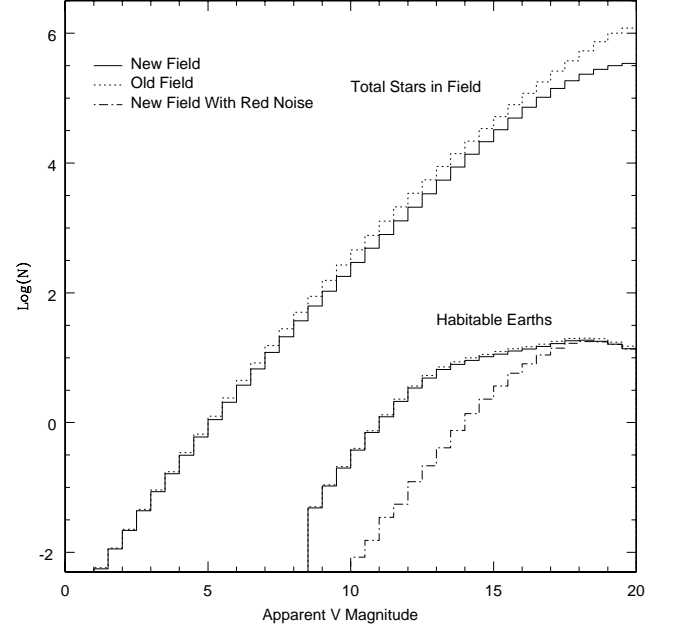 6
New Field
Old Field
New Field With Red Noise
Total Stars in Field
4
Log(N)
2
Habitable Earths
0
-2
0 5 10 15 20
Apparent V Magnitude